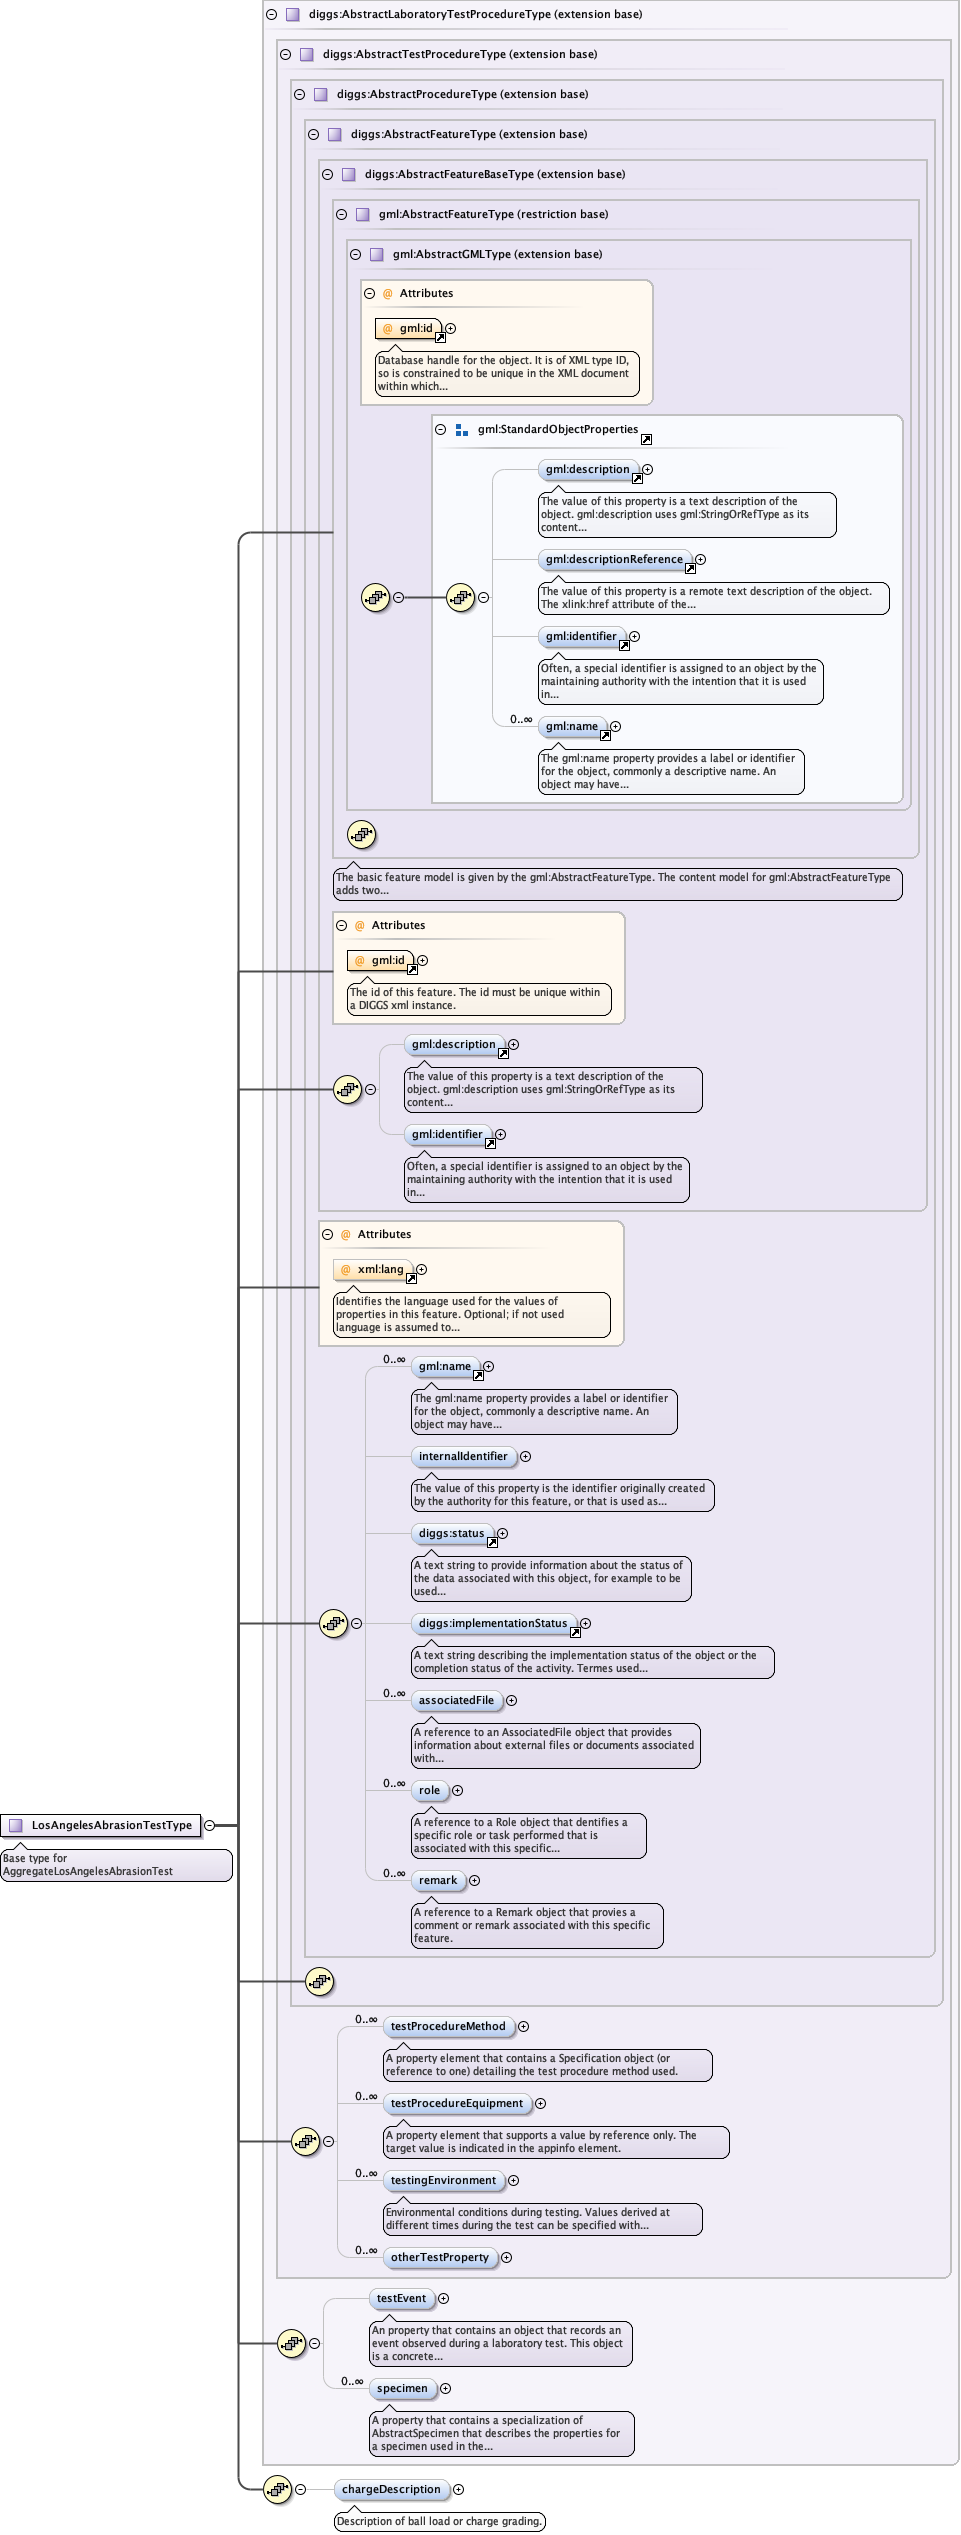 diggs:AbstractLaboratoryTestProcedureType (extension base)
diggs:AbstractTestProcedureType (extension base)
diggs:AbstractProcedureType (extension base)
diggs:AbstractFeatureType (extension base)
diggs:AbstractFeatureBaseType (extension base)
gml:AbstractFeatureType (restriction base)
gml:AbstractGMLType (extension base)
@ Attributes
@ gml:id
Database handle for the object. It is of XML type ID,
so is constrained to be unique in the XML document
within which...
gml:StandardObjectProperties
gml:description
The value of this property is a text description of the
object. gml:description uses gml:StringOrRefType as its
content...
gml:descriptionReference
The value of this property is a remote text description of the object.
The xlink:href attribute of the...
gml:identifier
Often, a special identifier is assigned to an object by the
maintaining authority with the intention that it is used
in...
0..∞
gml:name
The gml:name property provides a label or identifier
for the object, commonly a descriptive name. An
object may have...
The basic feature model is given by the gml:AbstractFeatureType. The content model for gml:AbstractFeatureType
adds two...
@ Attributes
@ gml:id
The id of this feature. The id must be unique within
a DIGGS xml instance.
gml:description
The value of this property is a text description of the
object. gml:description uses gml:StringOrRefType as its
content...
gml:identifier
Often, a special identifier is assigned to an object by the
maintaining authority with the intention that it is used
in...
@ Attributes
@ xml:lang
Identifies the language used for the values of
properties in this feature. Optional; if not used
language is assumed to...
0..∞
gml:name
The gml:name property provides a label or identifier
for the object, commonly a descriptive name. An
object may have...
internalIdentifier
The value of this property is the identifier originally created
by the authority for this feature, or that is used as...
diggs:status
A text string to provide information about the status of
the data associated with this object, for example to be
used...
diggs:implementationStatus
A text string describing the implementation status of the object or the
completion status of the activity. Termes used...
0..∞
associatedFile
A reference to an AssociatedFile object that provides
information about external files or documents associated
with...
0..∞
role
A reference to a Role object that dentifies a
specific role or task performed that is
associated with this specific...
LosAngelesAbrasionTestType
Base type for
AggregateLosAngelesAbrasionTest
0..∞
remark
A reference to a Remark object that provies a
comment or remark associated with this specific
feature.
0..∞
testProcedureMethod
A property element that contains a Specification object (or
reference to one) detailing the test procedure method used.
0..∞
testProcedureEquipment
A property element that supports a value by reference only. The
target value is indicated in the appinfo element.
0..∞
testingEnvironment
Environmental conditions during testing. Values derived at
different times during the test can be specified with...
0..∞
otherTestProperty
testEvent
An property that contains an object that records an
event observed during a laboratory test. This object
is a concrete...
0..∞
specimen
A property that contains a specialization of
AbstractSpecimen that describes the properties for
a specimen used in the...
chargeDescription
Description of ball load or charge grading.